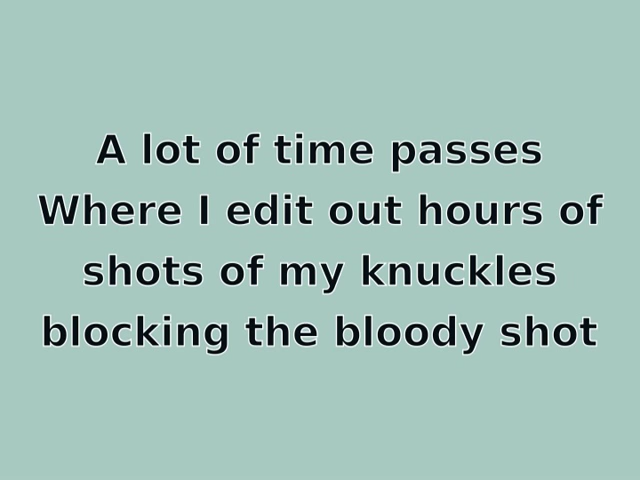 A lot of time passes
Where I edit out hours of
shots of my knuckles
blocking the bloody shot